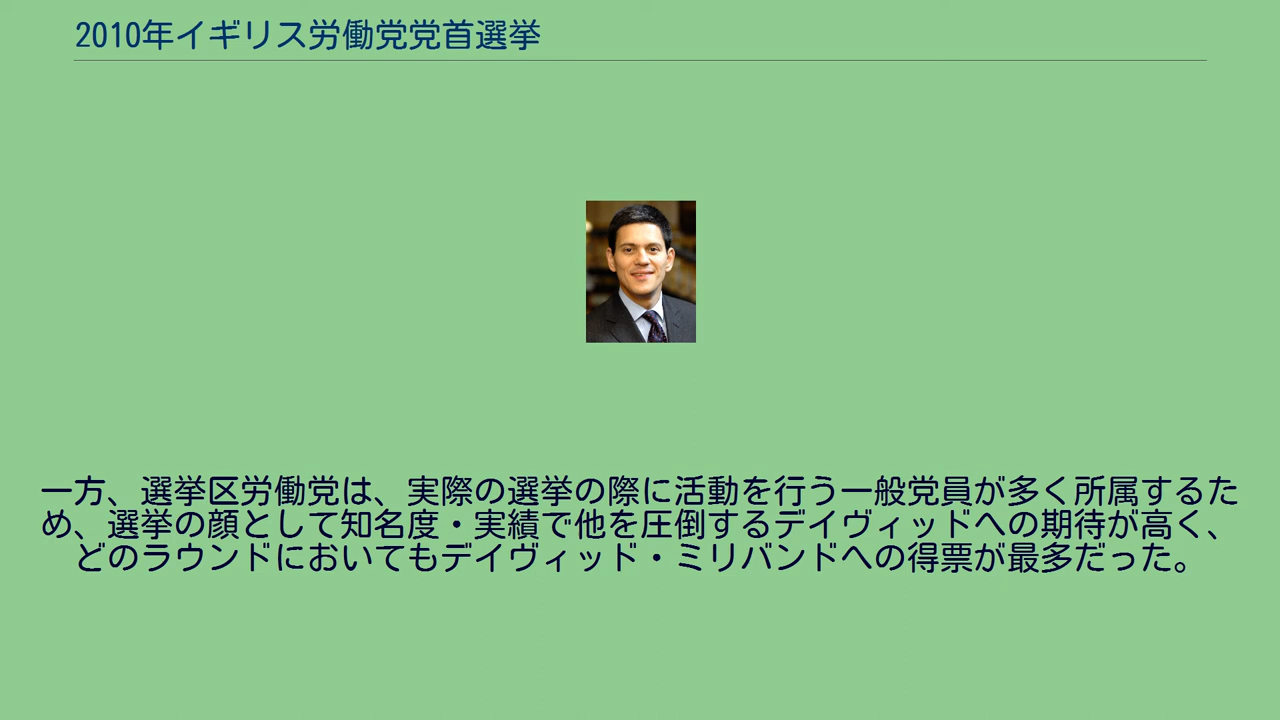 2010年イギリス労働党党首選挙
一方、選挙区労働党は、実際の選挙の際に活動を行う一般党員が多く所属するた
め、選挙の顔として知名度・実績で他を圧倒するデイヴィッドへの期待が高く、
どのラウンドにおいてもデイヴィッド・ミリバンドへの得票が最多だった。